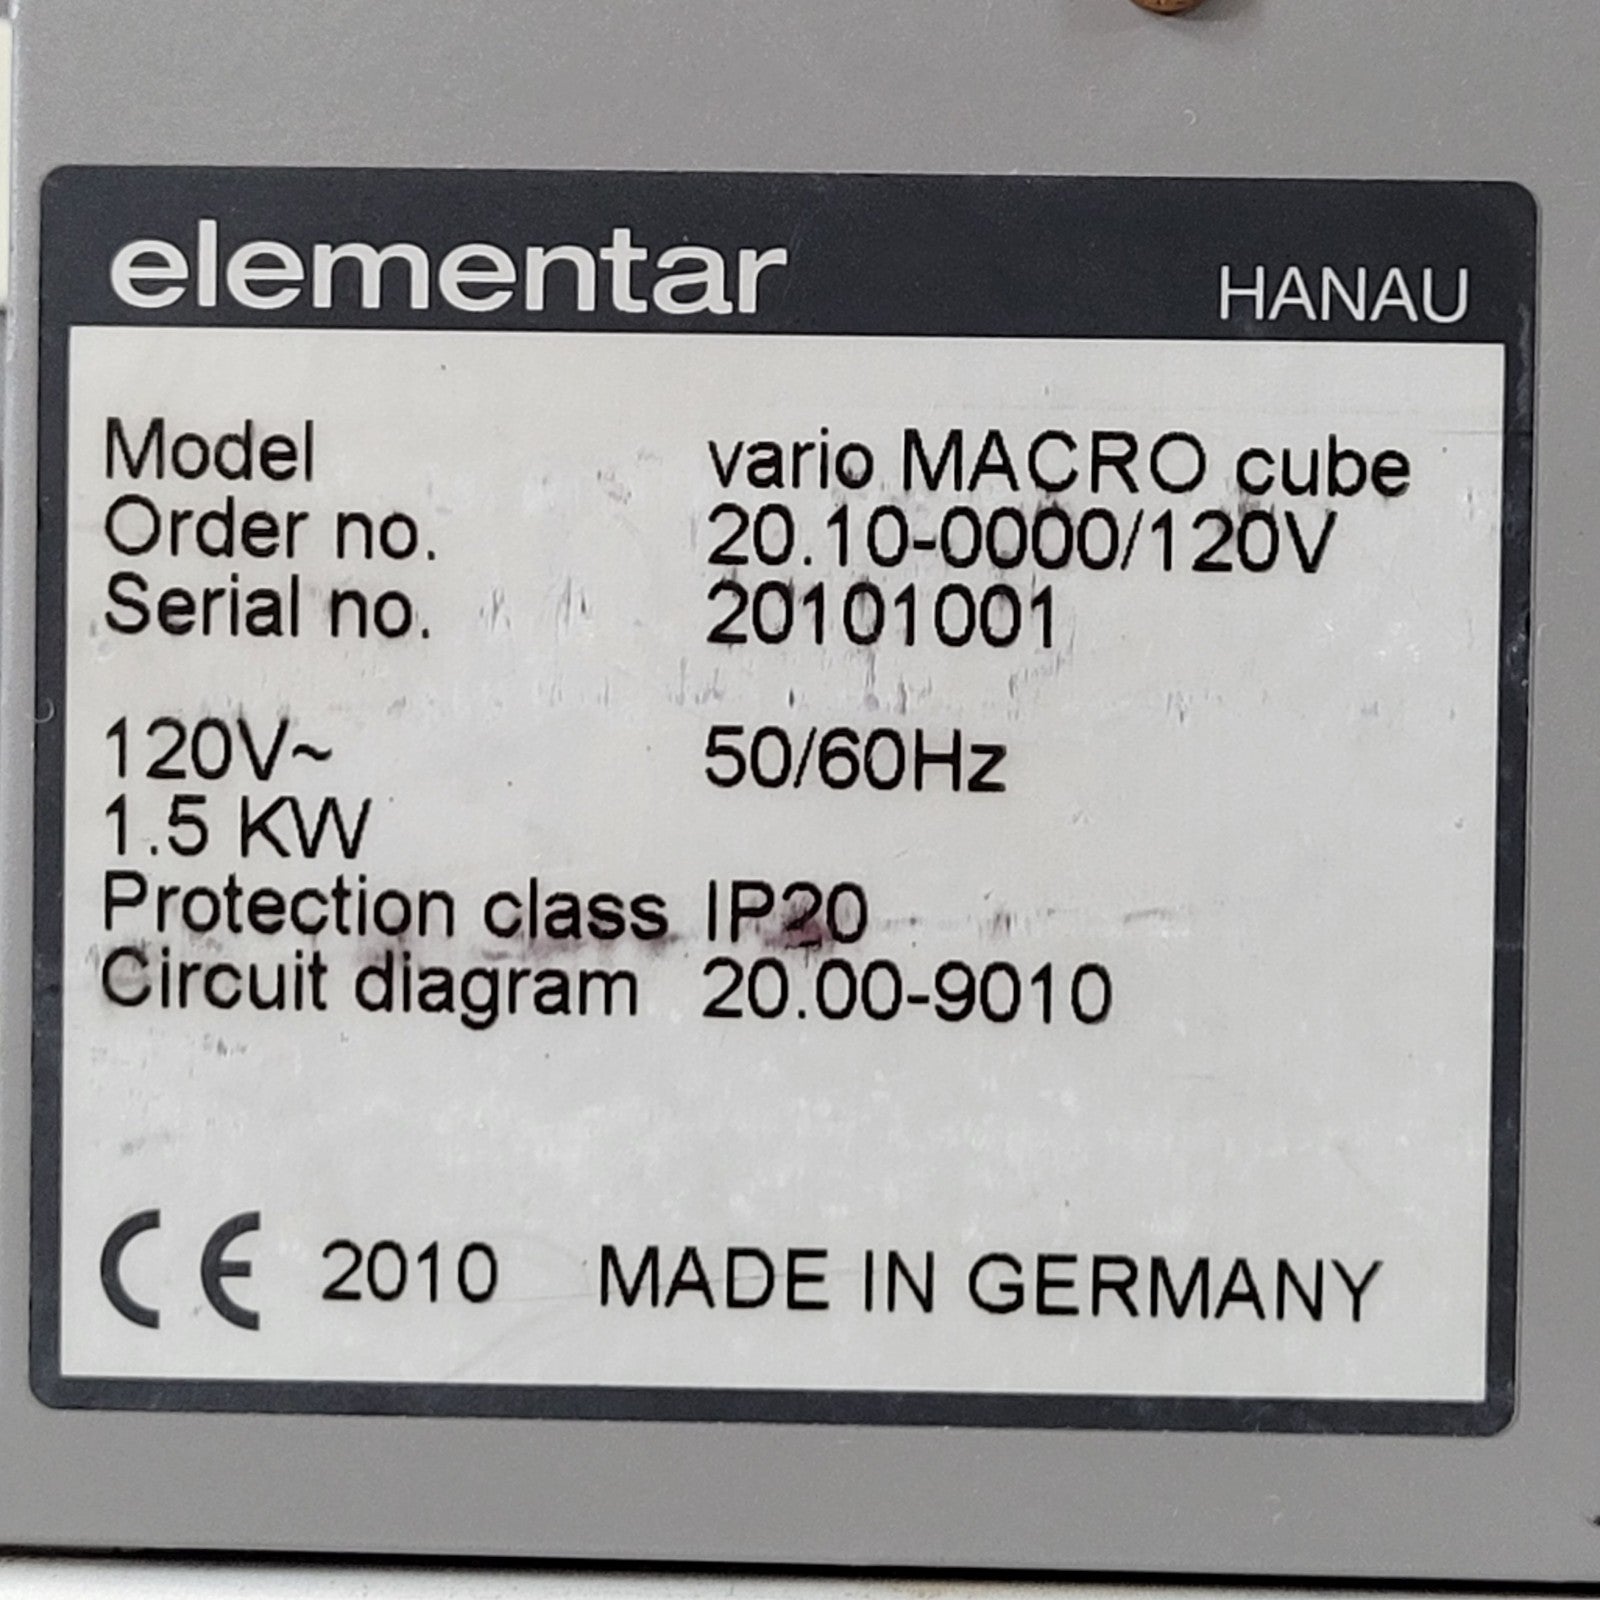 elementar HANAU
Model vario MACRO cube
Order no. 20.10-0000/120V
Serial no. 20101001
120V~ 50/60Hz
1.5 KW
Protection class IP20
Circuit diagram 20.00-9010
CE 2010 MADE IN GERMANY